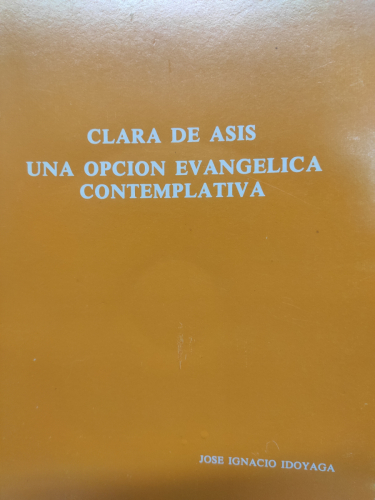 CLARA DE ASIS
UNA OPCION EVANGELICA
CONTEMPLATIVA
JOSE IGNACIO IDOYAGA